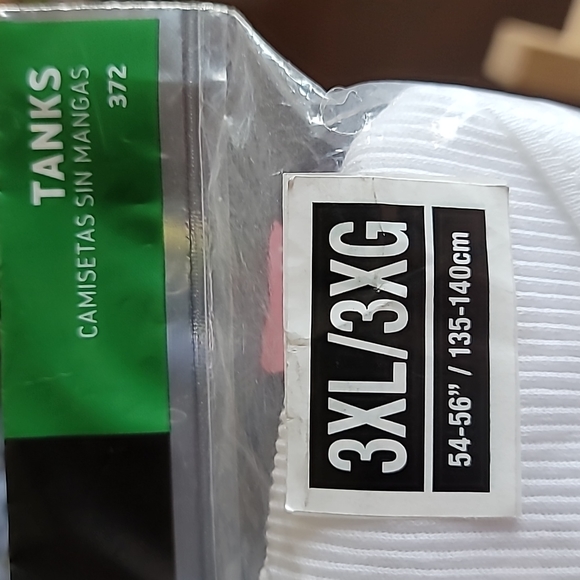 TANKS
CAMISETAS SIN MANGAS
372
3XL/3XG
54-56” / 135-140cm